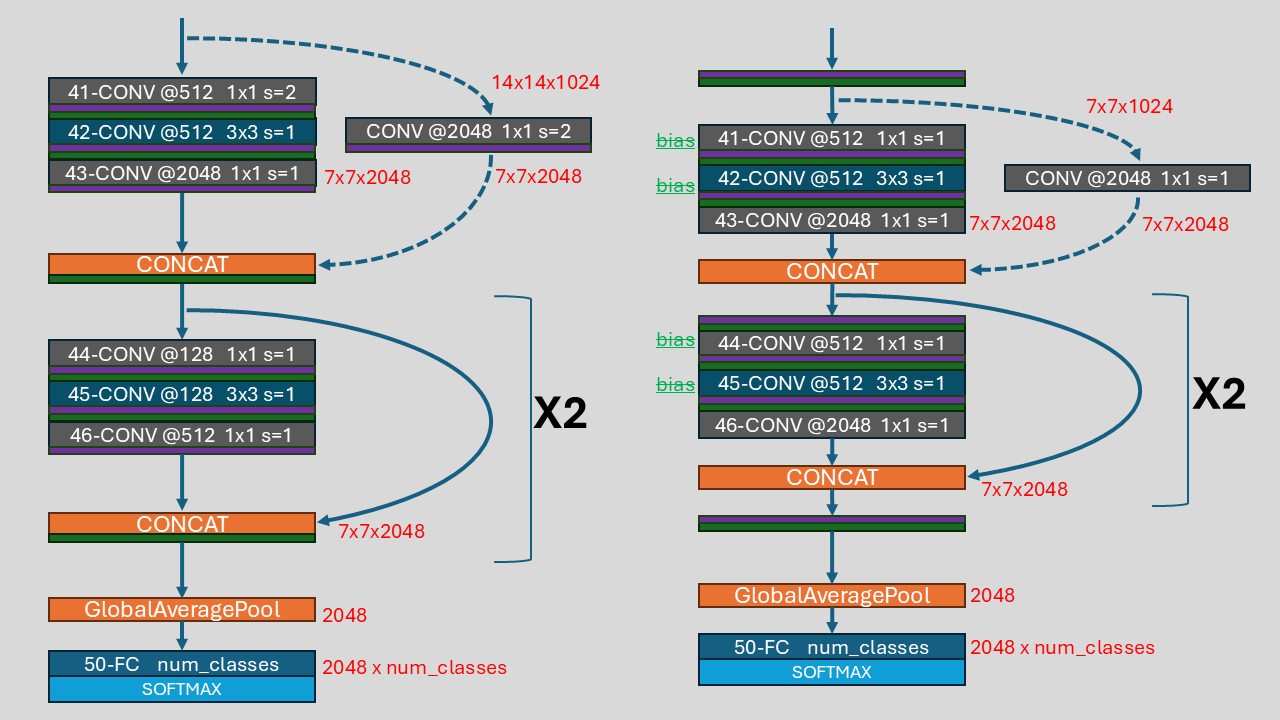 14x14x1024
41-CONV @512 1x1 s=2
42-CONV @512 3x3 s=1
43-CONV @2048 1x1 s=1
7x7x2048
CONV @2048 1x1 s=2
7x7x2048
CONCAT
44-CONV @128 1x1 s=1
45-CONV @128 3x3 s=1
46-CONV @512 1x1 s=1
X2
CONCAT
7x7x2048
GlobalAveragePool
2048
50-FC num_classes
2048 x num_classes
SOFTMAX
7x7x1024
bias
41-CONV @512 1x1 s=1
bias
42-CONV @512 3x3 s=1
43-CONV @2048 1x1 s=1
7x7x2048
CONV @2048 1x1 s=1
7x7x2048
CONCAT
bias
44-CONV @512 1x1 s=1
bias
45-CONV @512 3x3 s=1
46-CONV @2048 1x1 s=1
X2
CONCAT
7x7x2048
GlobalAveragePool
2048
50-FC num_classes
2048 x num_classes
SOFTMAX